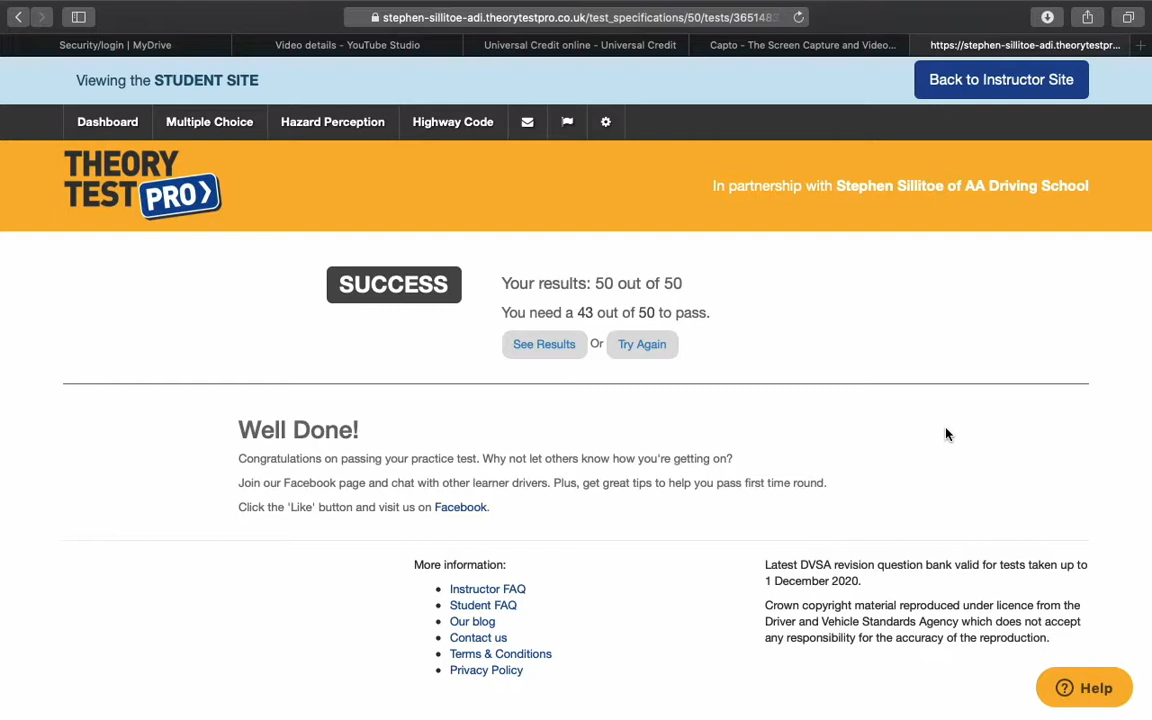 stephen-sillitoe-adi.theorytestpro.co.uk/test_specifications/50/tests/3651483
Security/login | MyDrive
Video details - YouTube Studio
Universal Credit online - Universal Credit
Capto - The Screen Capture and Video...
https://stephen-sillitoe-adi.theorytestpr...
Viewing the STUDENT SITE
Back to Instructor Site
Dashboard
Multiple Choice
Hazard Perception
Highway Code
THEORY
TEST PRO
In partnership with Stephen Sillitoe of AA Driving School
SUCCESS
Your results: 50 out of 50
You need a 43 out of 50 to pass.
See Results Or Try Again
Well Done!
Congratulations on passing your practice test. Why not let others know how you're getting on?
Join our Facebook page and chat with other learner drivers. Plus, get great tips to help you pass first time round.
Click the 'Like' button and visit us on Facebook.
More information:
Instructor FAQ
Student FAQ
Our blog
Contact us
Terms & Conditions
Privacy Policy
Latest DVSA revision question bank valid for tests taken up to
1 December 2020.
Crown copyright material reproduced under licence from the
Driver and Vehicle Standards Agency which does not accept
any responsibility for the accuracy of the reproduction.
Help